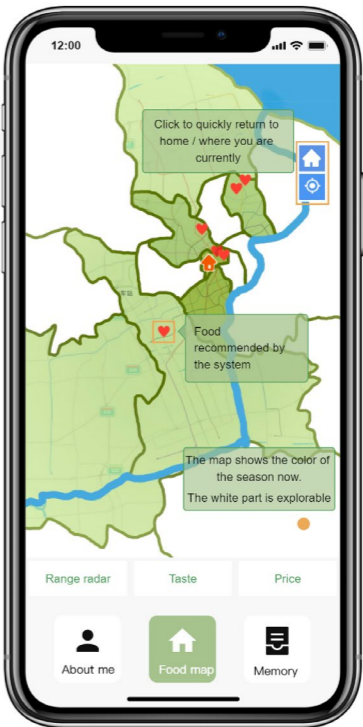 12:00
Click to quickly return to
home / where you are
currently
Food
recommended by
the system
The map shows the color of
the season now.
The white part is explorable
Range radar
Taste
Price
About me
Food map
Memory